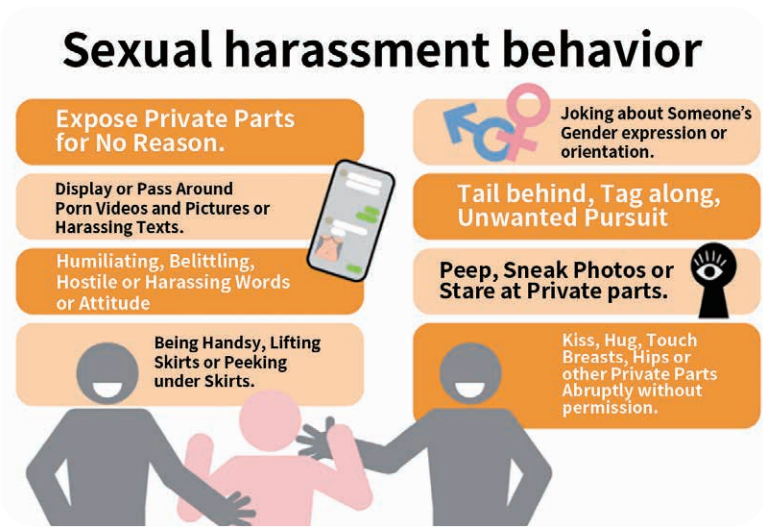 Sexual harassment behavior
Expose Private Parts
for No Reason.
Display or Pass Around
Porn Videos and Pictures or
Harassing Texts.
Humiliating, Belittling,
Hostile or Harassing Words
or Attitude
Being Handsy, Lifting
Skirts or Peeking
under Skirts.
Joking about Someone's
Gender expression or
orientation.
Tail behind, Tag along,
Unwanted Pursuit
Peep, Sneak Photos or
Stare at Private parts.
Kiss, Hug, Touch
Breasts, Hips or
other Private Parts
Abruptly without
permission.